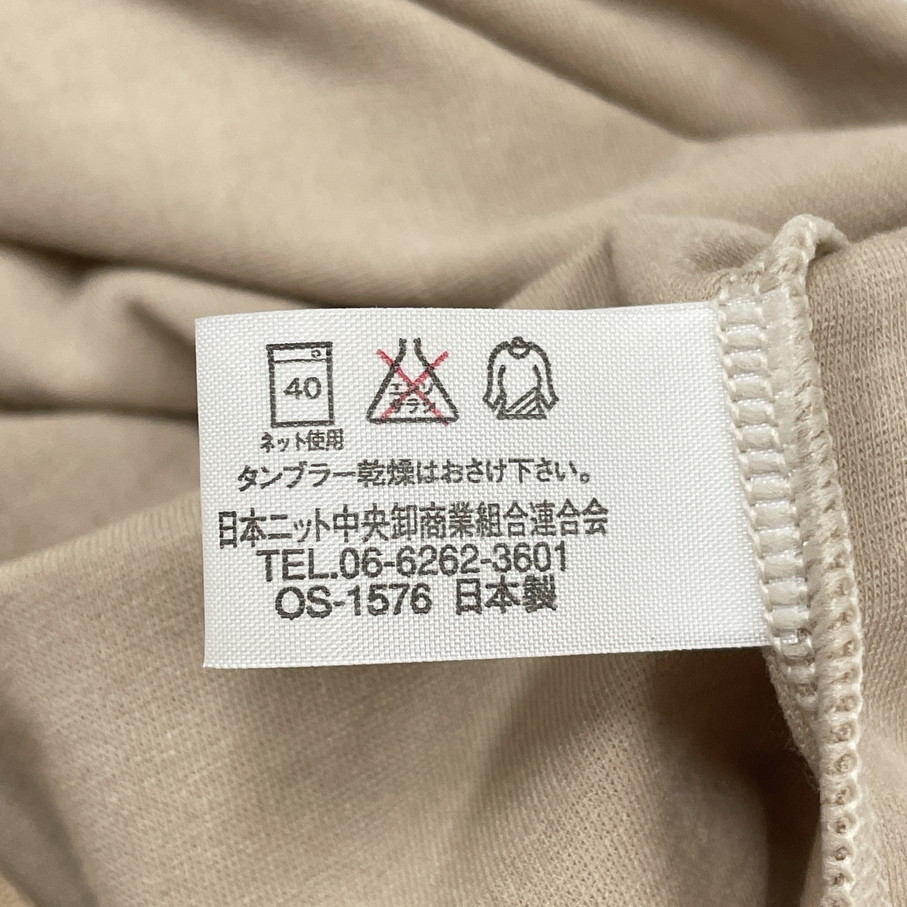 40
エンソ
サラシ
ネット使用
タンブラー乾燥はおさけ下さい。
日本ニット中央卸商業組合連合会
TEL.06-6262-3601
OS-1576 日本製